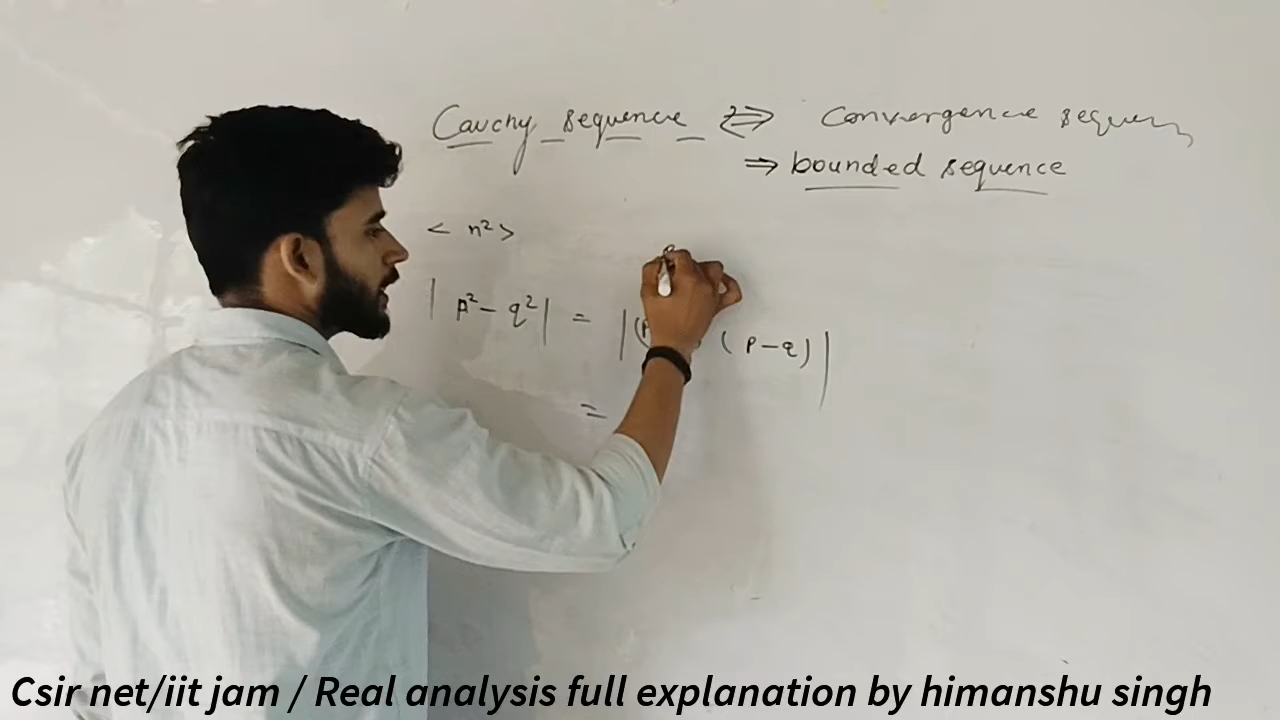 Cauchy sequence ⇔ Convergence sequen
⇒ bounded sequence
< n² >
| p² - q² | = |(p (p-q)|
=
Csir net/iit jam / Real analysis full explanation by himanshu singh